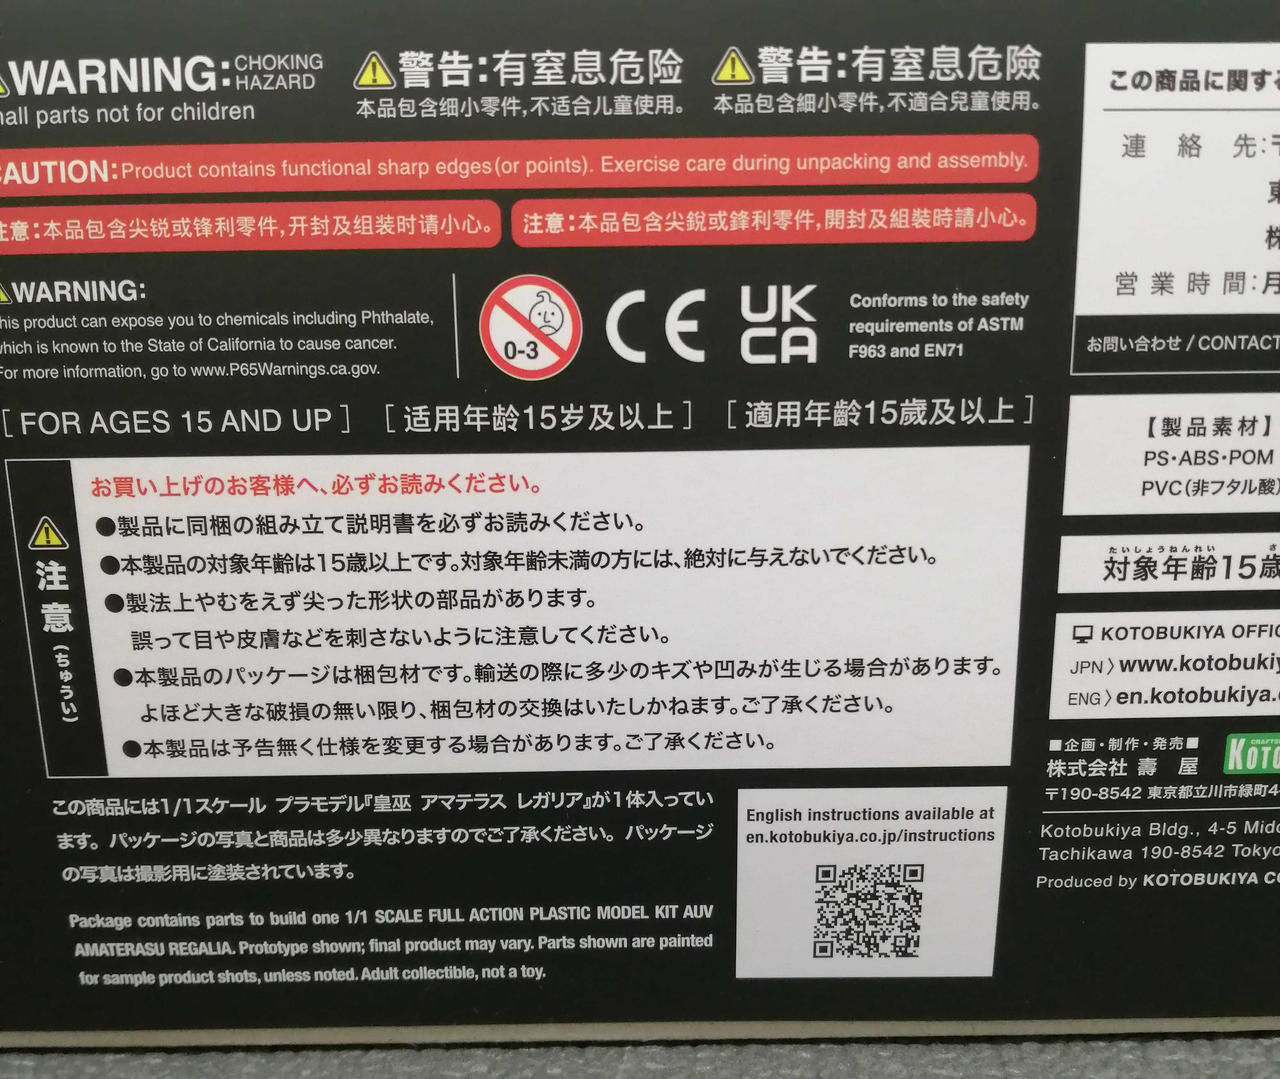 WARNING: CHOKING HAZARD
small parts not for children
警告:有窒息危险
本品包含细小零件,不适合儿童使用。
警告:有窒息危險
本品包含細小零件,不適合兒童使用。
CAUTION: Product contains functional sharp edges (or points). Exercise care during unpacking and assembly.
注意:本品包含尖锐或锋利零件,开封及组装时请小心。
注意:本品包含尖銳或鋒利零件,開封及組裝時請小心。
WARNING:
This product can expose you to chemicals including Phthalate,
which is known to the State of California to cause cancer.
For more information, go to www.P65Warnings.ca.gov.
0-3
CE
UK
CA
Conforms to the safety
requirements of ASTM
F963 and EN71
[ FOR AGES 15 AND UP ]
[ 适用年龄15岁及以上 ]
[ 適用年齡15歲及以上 ]
注意(ちゅうい)
お買い上げのお客様へ、必ずお読みください。
●製品に同梱の組み立て説明書を必ずお読みください。
●本製品の対象年齢は15歳以上です。対象年齢未満の方には、絶対に与えないでください。
●製法上やむをえず尖った形状の部品があります。
誤って目や皮膚などを刺さないように注意してください。
●本製品のパッケージは梱包材です。輸送の際に多少のキズや凹みが生じる場合があります。
よほど大きな破損の無い限り、梱包材の交換はいたしかねます。ご了承ください。
●本製品は予告無く仕様を変更する場合があります。ご了承ください。
この商品には1/1スケール プラモデル『皇巫 アマテラス レガリア』が1体入ってい
ます。パッケージの写真と商品は多少異なりますのでご了承ください。パッケージ
の写真は撮影用に塗装されています。
Package contains parts to build one 1/1 SCALE FULL ACTION PLASTIC MODEL KIT AUV
AMATERASU REGALIA. Prototype shown; final product may vary. Parts shown are painted
for sample product shots, unless noted. Adult collectible, not a toy.
English instructions available at
en.kotobukiya.co.jp/instructions
この商品に関する
連絡先:〒
東
株
営業時間:月
お問い合わせ / CONTACT
【製品素材】
PS・ABS・POM
PVC(非フタル酸)
たいしょうねんれい
対象年齢15歳
KOTOBUKIYA OFFIC
JPN〉www.kotobukiy
ENG〉en.kotobukiya.
■企画・制作・発売■
株式会社 壽 屋
KOTO
〒190-8542 東京都立川市緑町4-
Kotobukiya Bldg., 4-5 Mido
Tachikawa 190-8542 Tokyo
Produced by KOTOBUKIYA CO